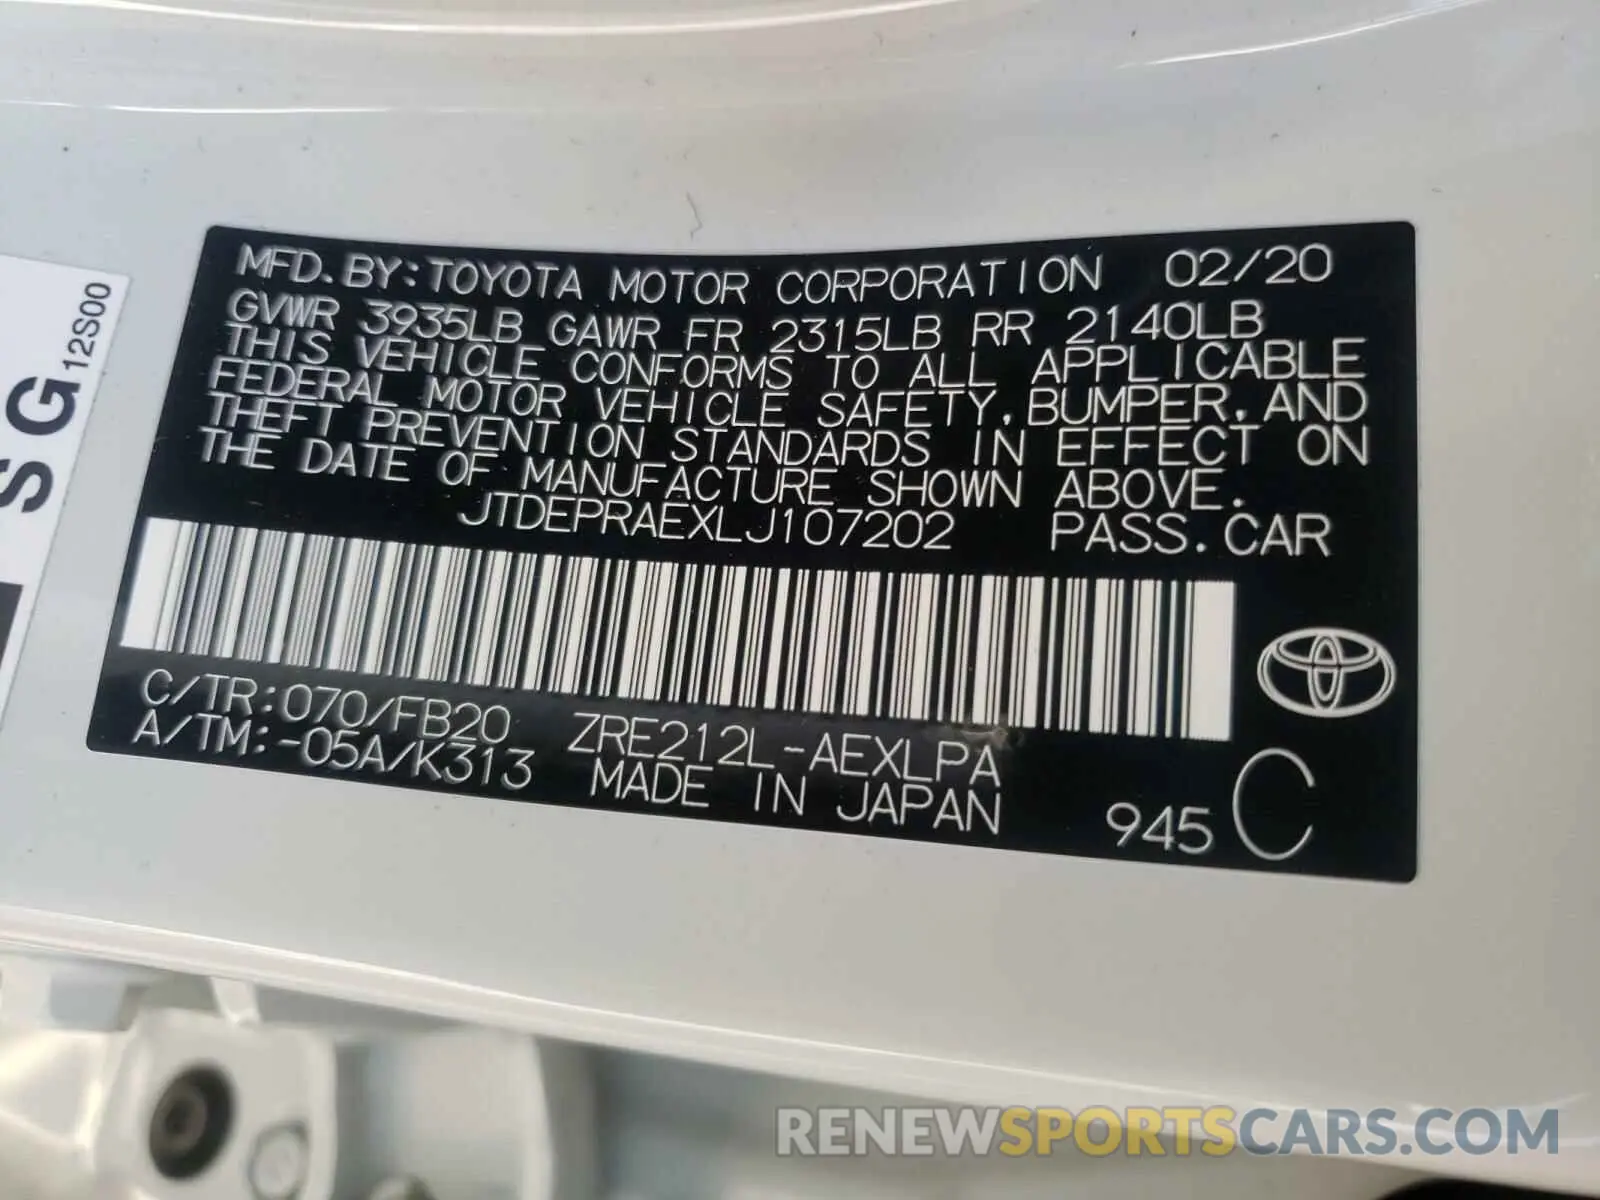 MFD. BY: TOYOTA MOTOR CORPORATION 02/20
GVWR 3935LB GAWR FR 2315LB RR 2140LB
THIS VEHICLE CONFORMS TO ALL APPLICABLE
FEDERAL MOTOR VEHICLE SAFETY, BUMPER, AND
THEFT PREVENTION STANDARDS IN EFFECT ON
THE DATE OF MANUFACTURE SHOWN ABOVE.
JTDEPRAEXLJ107202 PASS. CAR
C/TR: 070/FB20 ZRE212L-AEXLPA
A/TM: -05A/K313 MADE IN JAPAN 945 C
SG
12S00
RENEWSPORTSCARS.COM